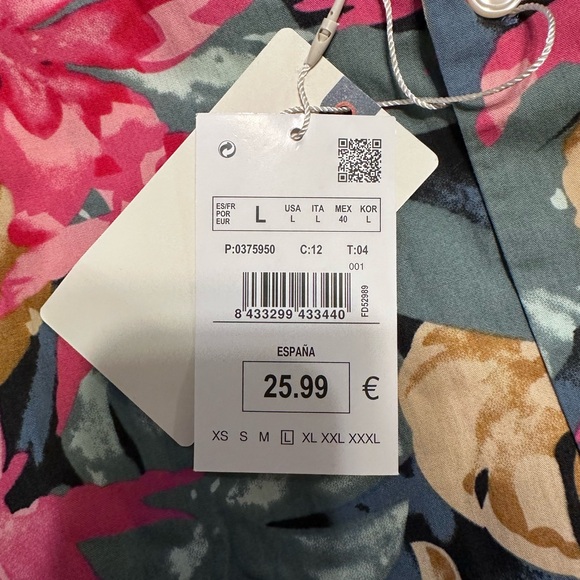 ES/FR POR EUR L USA L ITA L MEX 40 KOR L
P:0375950 C:12 T:04
001
8 433299 433440
FD52989
ESPAÑA
25.99 €
XS S M L XL XXL XXXL